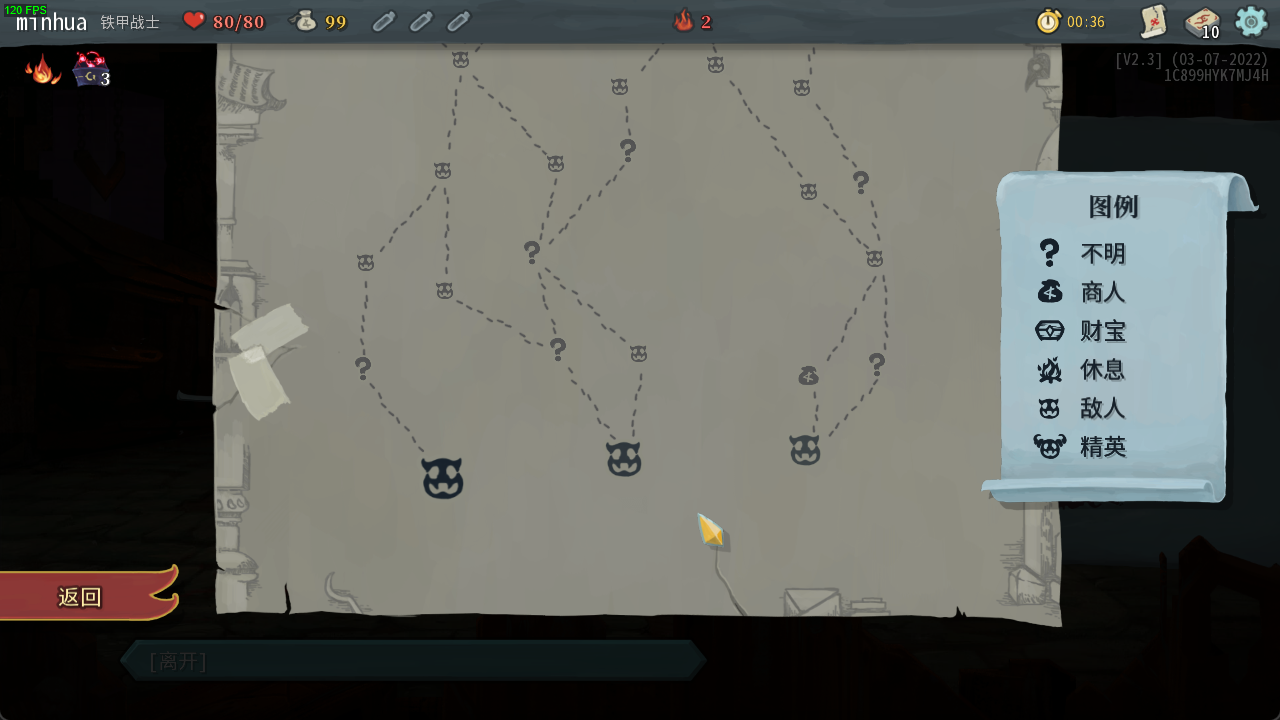 120 FPS
minhua 铁甲战士 80/80 99 2 00:36 10
3
[V2.3] (03-07-2022)
1C899HYK7MJ4H
图例
不明
商人
财宝
休息
敌人
精英
返回
[离开]